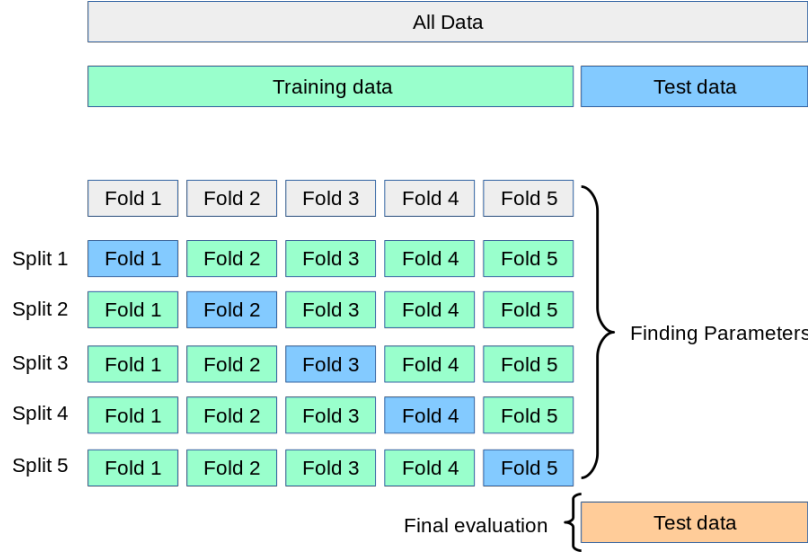 All Data
Training data Test data
Fold 1 Fold 2 Fold 3 Fold 4 Fold 5
Split 1 Fold 1 Fold 2 Fold 3 Fold 4 Fold 5
Split 2 Fold 1 Fold 2 Fold 3 Fold 4 Fold 5
Finding Parameters
Split 3 Fold 1 Fold 2 Fold 3 Fold 4 Fold 5
Split 4 Fold 1 Fold 2 Fold 3 Fold 4 Fold 5
Split 5 Fold 1 Fold 2 Fold 3 Fold 4 Fold 5
Final evaluation Test data